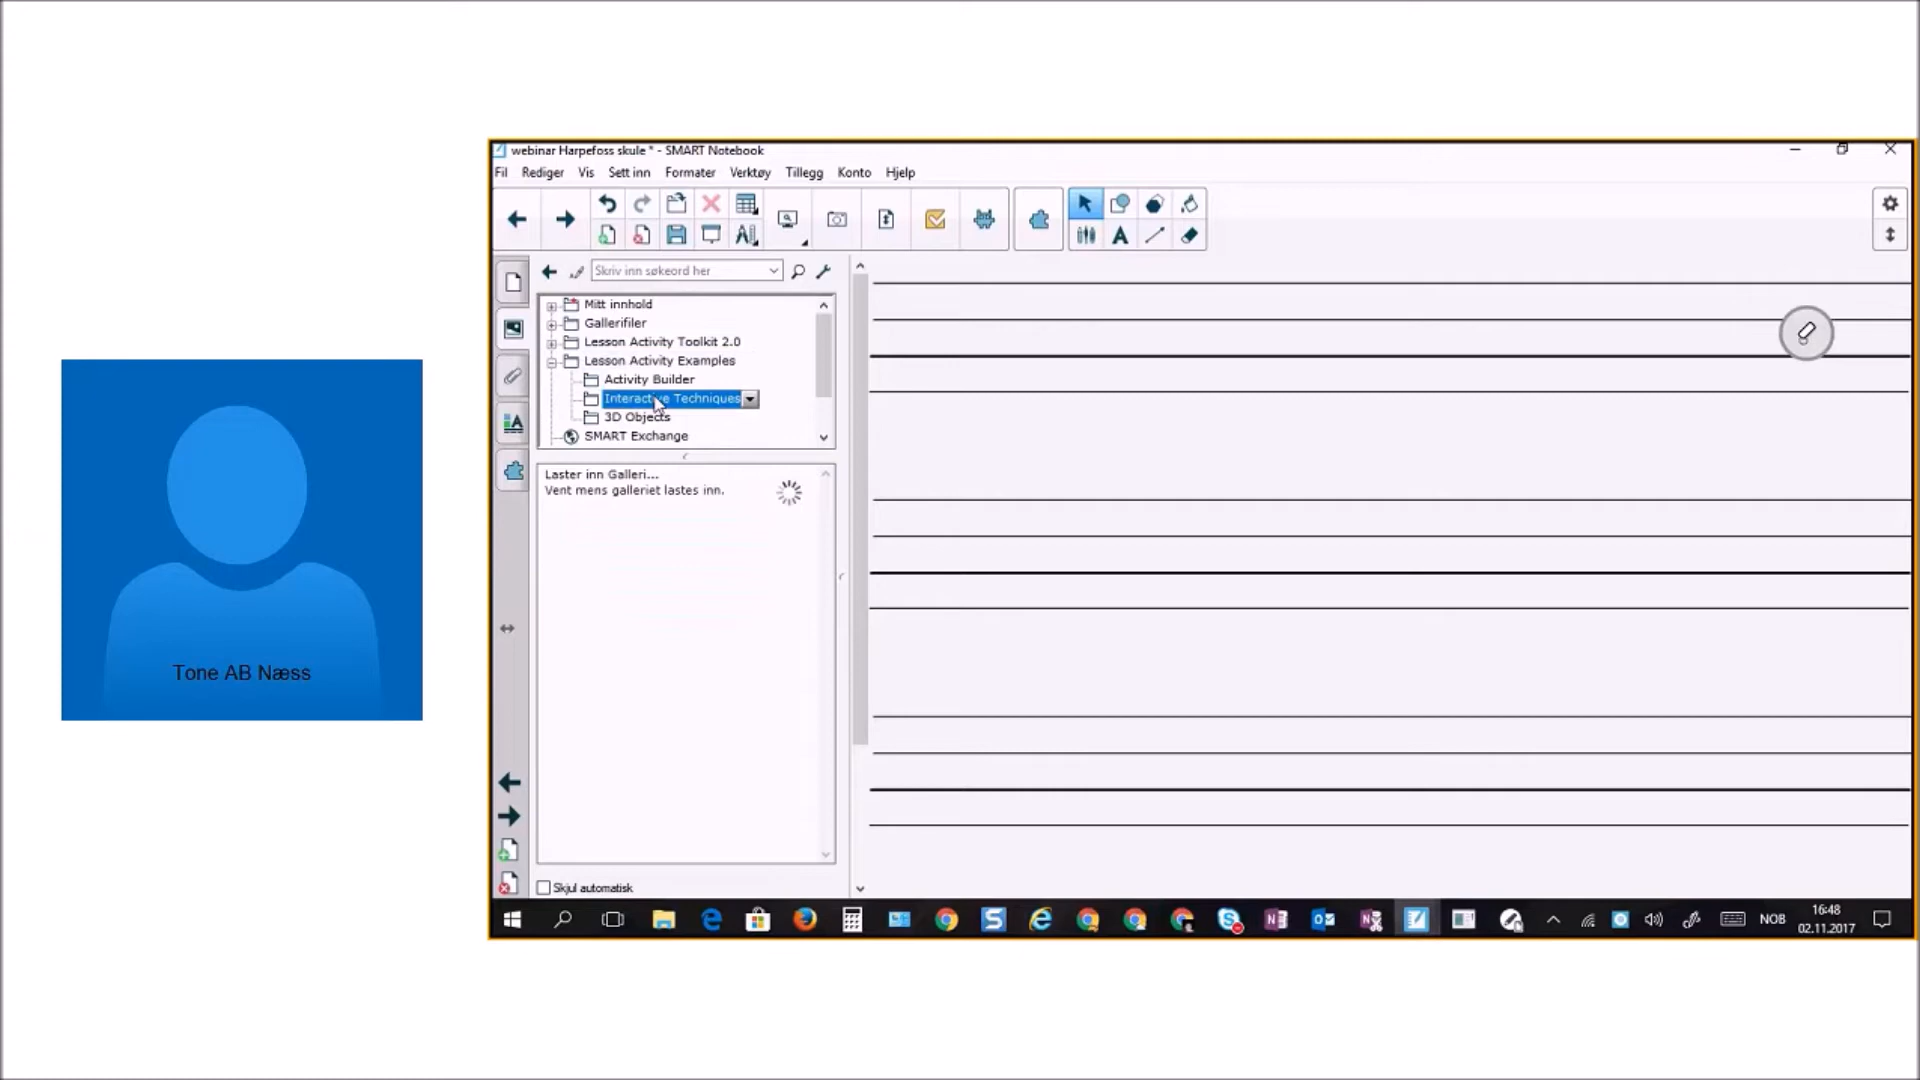 webinar Harpefoss skule * - SMART Notebook
Fil Rediger Vis Sett inn Formater Verktøy Tillegg Konto Hjelp
Skriv inn søkeord her
Mitt innhold
Gallerifiler
Lesson Activity Toolkit 2.0
Lesson Activity Examples
Activity Builder
Interactive Techniques
3D Objects
SMART Exchange
Laster inn Galleri...
Vent mens galleriet lastes inn.
Tone AB Næss
Skjul automatisk
NOB
16:48
02.11.2017